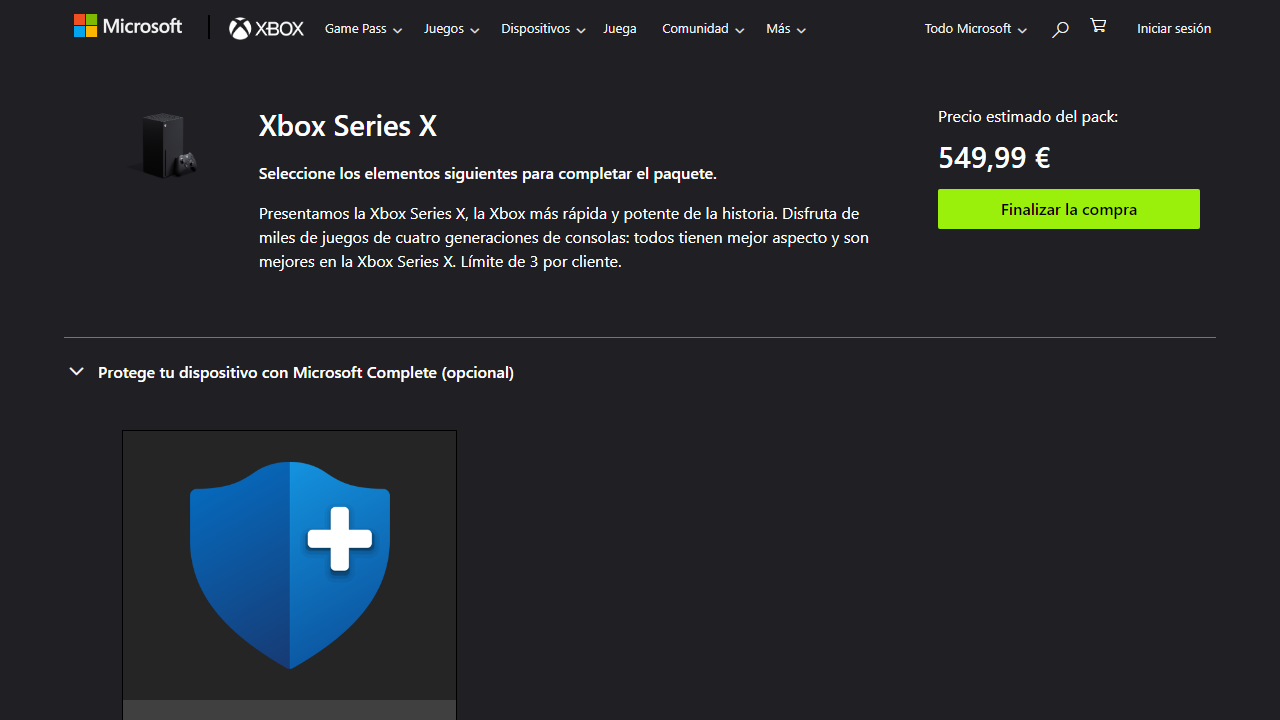 Microsoft
XBOX
Game Pass
Juegos
Dispositivos
Juega
Comunidad
Más
Todo Microsoft
Iniciar sesión
Xbox Series X
Seleccione los elementos siguientes para completar el paquete.
Presentamos la Xbox Series X, la Xbox más rápida y potente de la historia. Disfruta de
miles de juegos de cuatro generaciones de consolas: todos tienen mejor aspecto y son
mejores en la Xbox Series X. Límite de 3 por cliente.
Precio estimado del pack:
549,99 €
Finalizar la compra
Protege tu dispositivo con Microsoft Complete (opcional)